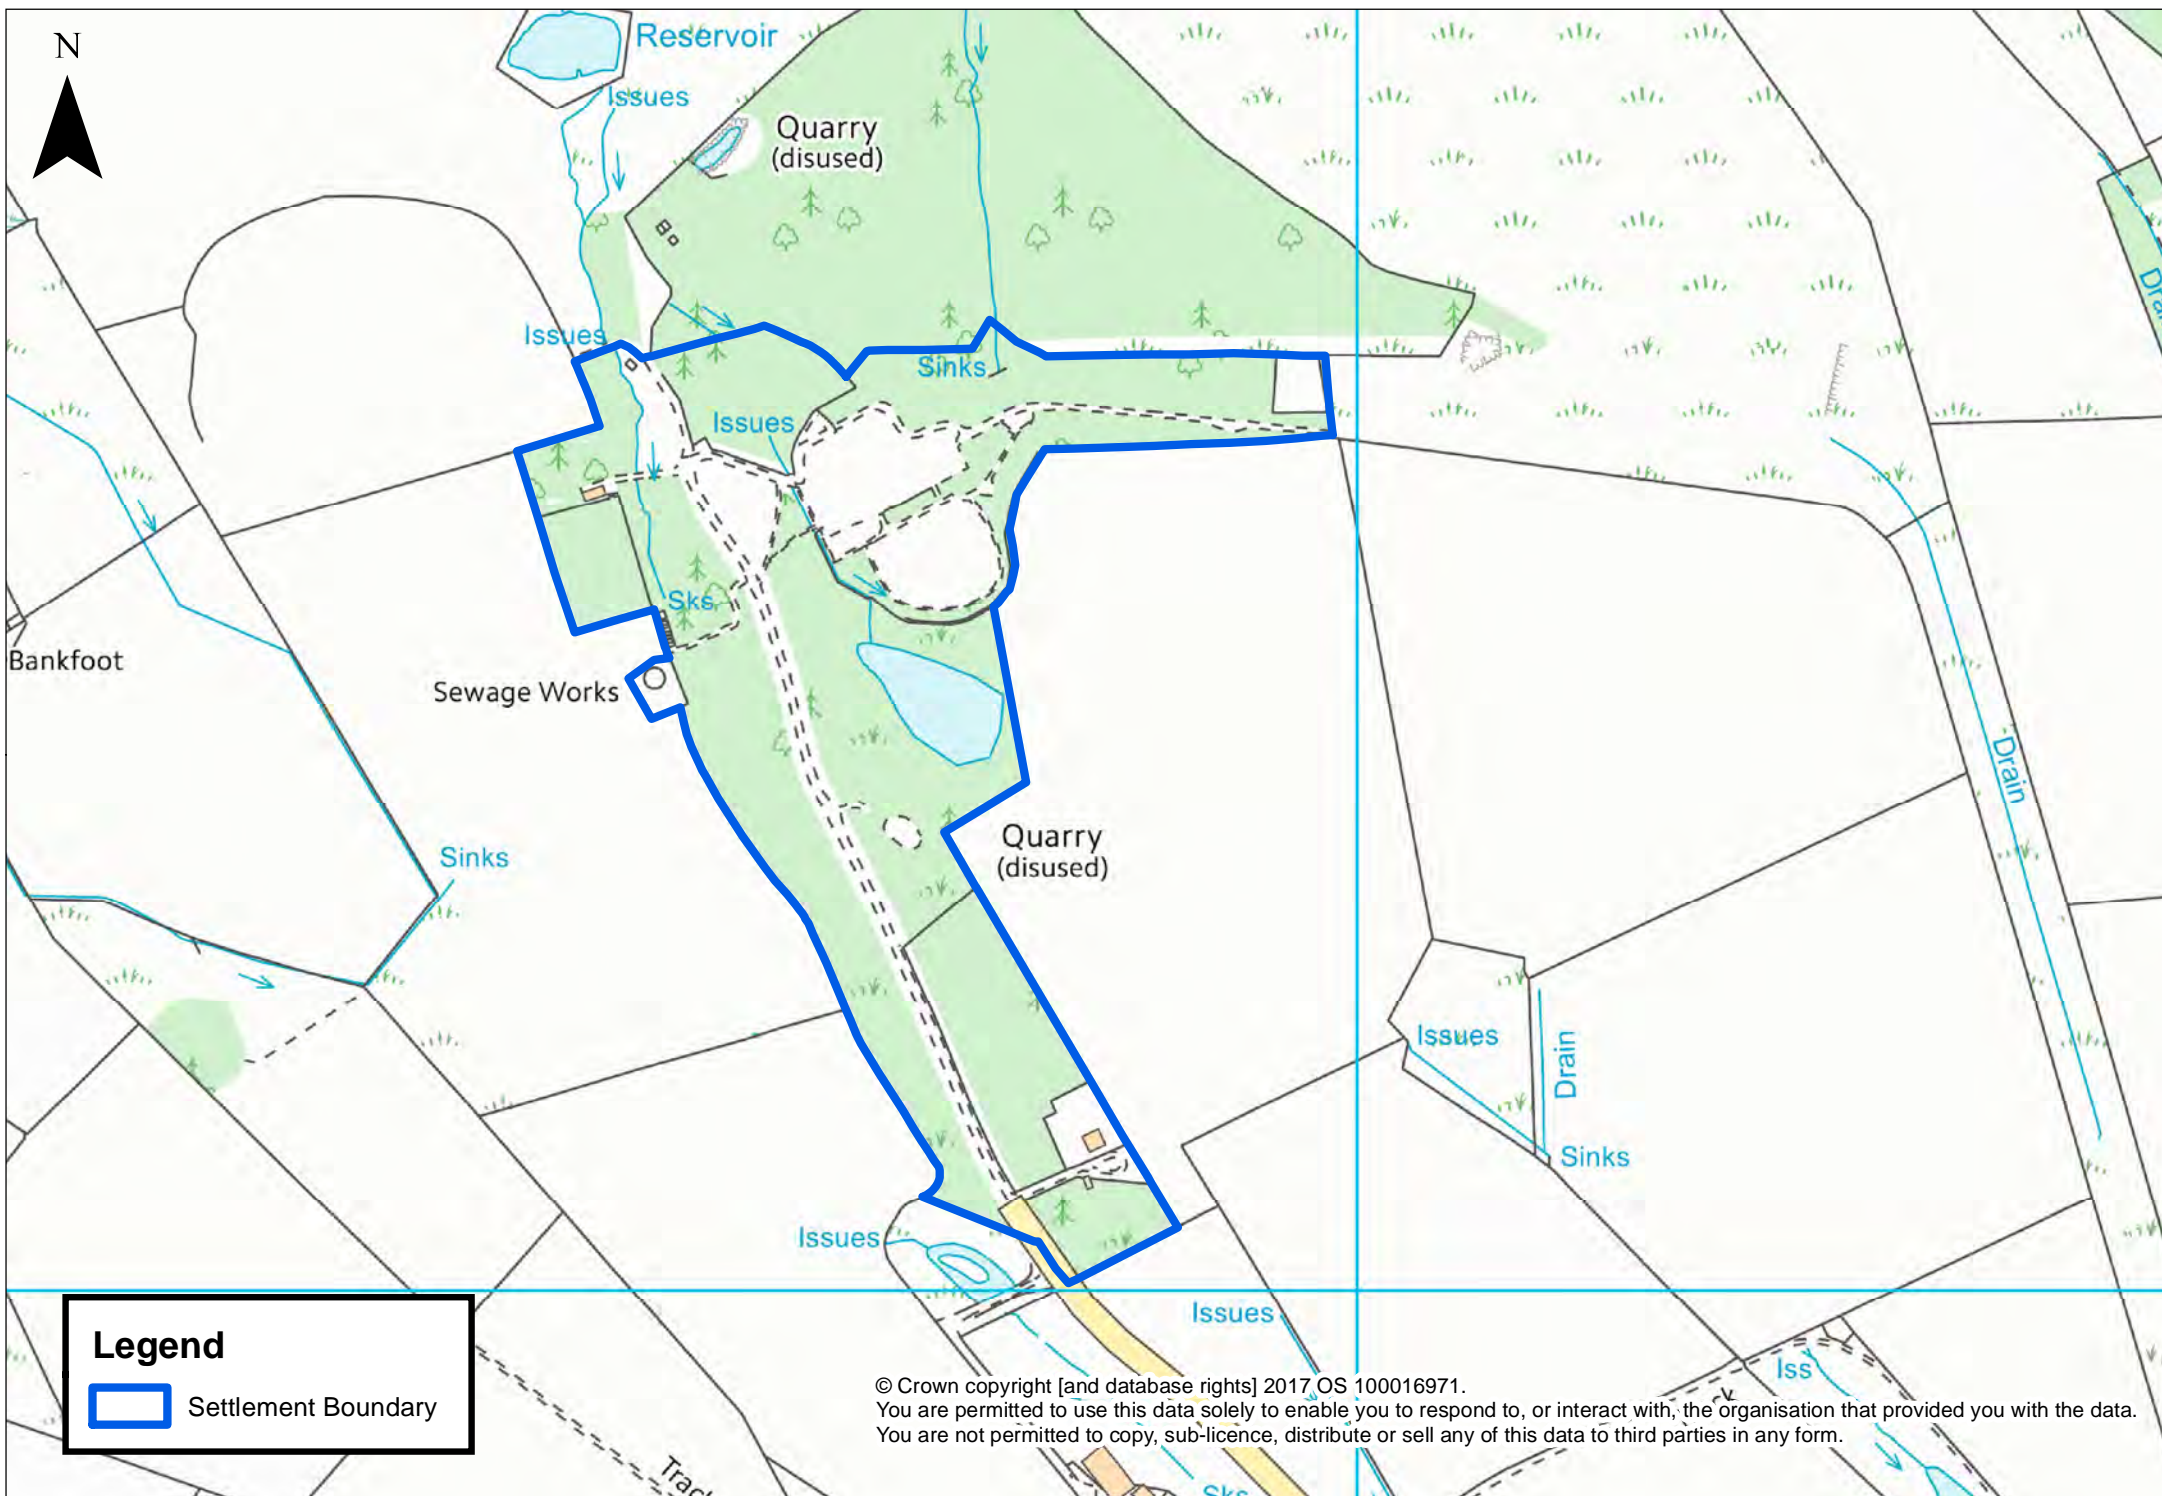 N
Reservoir
Issues
Quarry
(disused)
Issues
Sinks
Issues
Sks
Bankfoot
Sewage Works
Drain
Quarry
(disused)
Sinks
Issues
Drain
Sinks
Issues
Issues
Iss
Legend
Settlement Boundary
© Crown copyright [and database rights] 2017 OS 100016971.
You are permitted to use this data solely to enable you to respond to, or interact with, the organisation that provided you with the data.
You are not permitted to copy, sub-licence, distribute or sell any of this data to third parties in any form.
Track
Sks